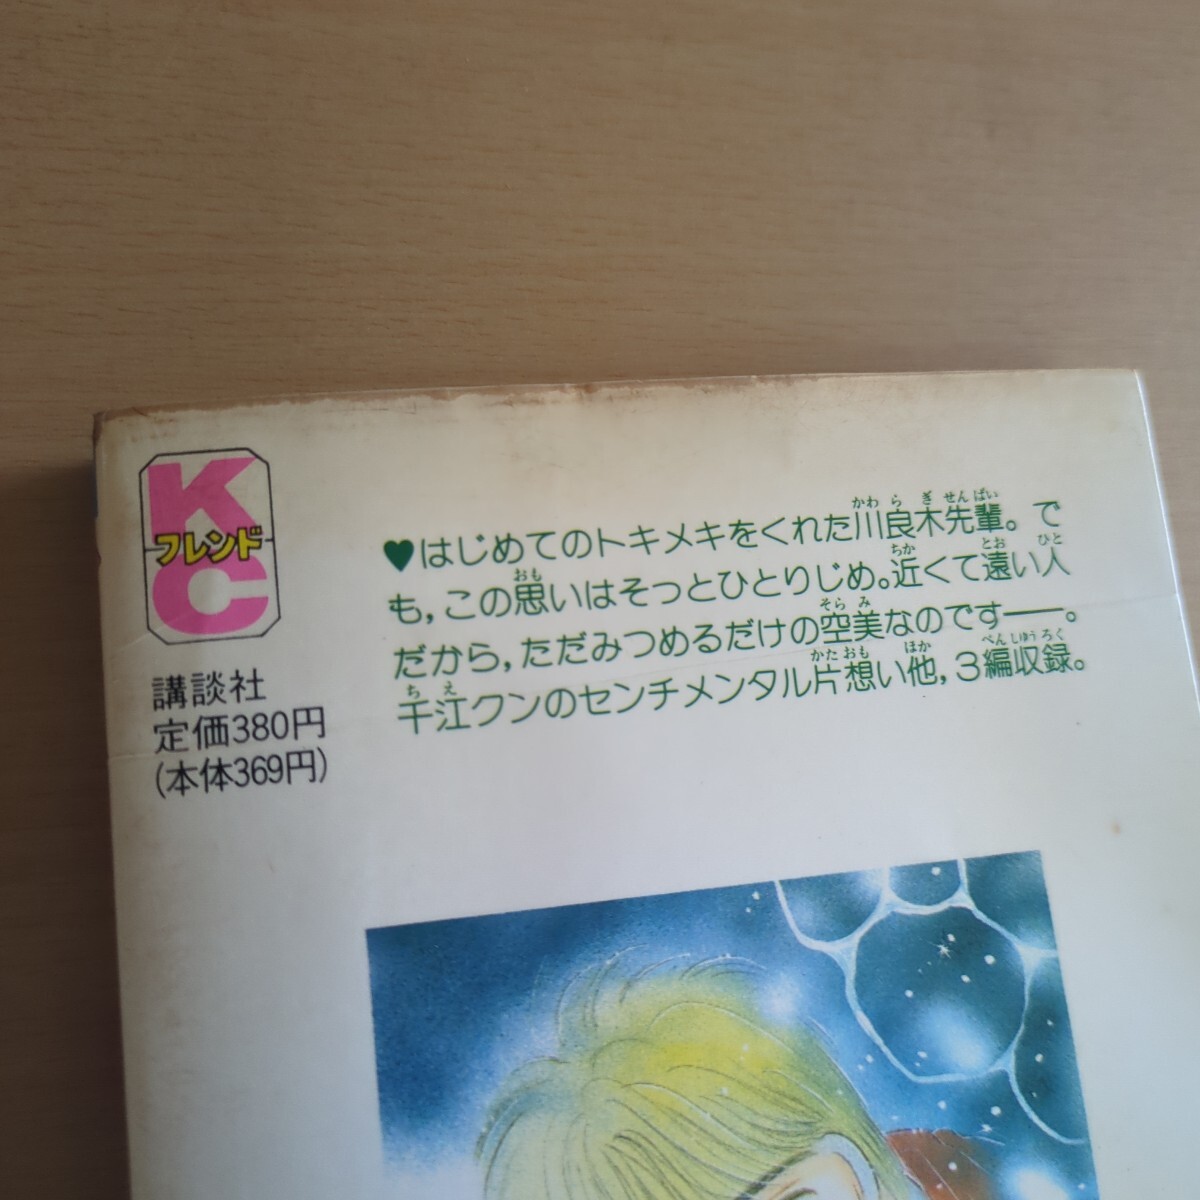 K
フレンド
C
講談社
定価380円
(本体369円)
♥はじめてのトキメキをくれた川良木先輩。で
も，この思いはそっとひとりじめ。近くて遠い人
だから，ただみつめるだけの空美なのです――。
千江クンのセンチメンタル片想い他，3編収録。